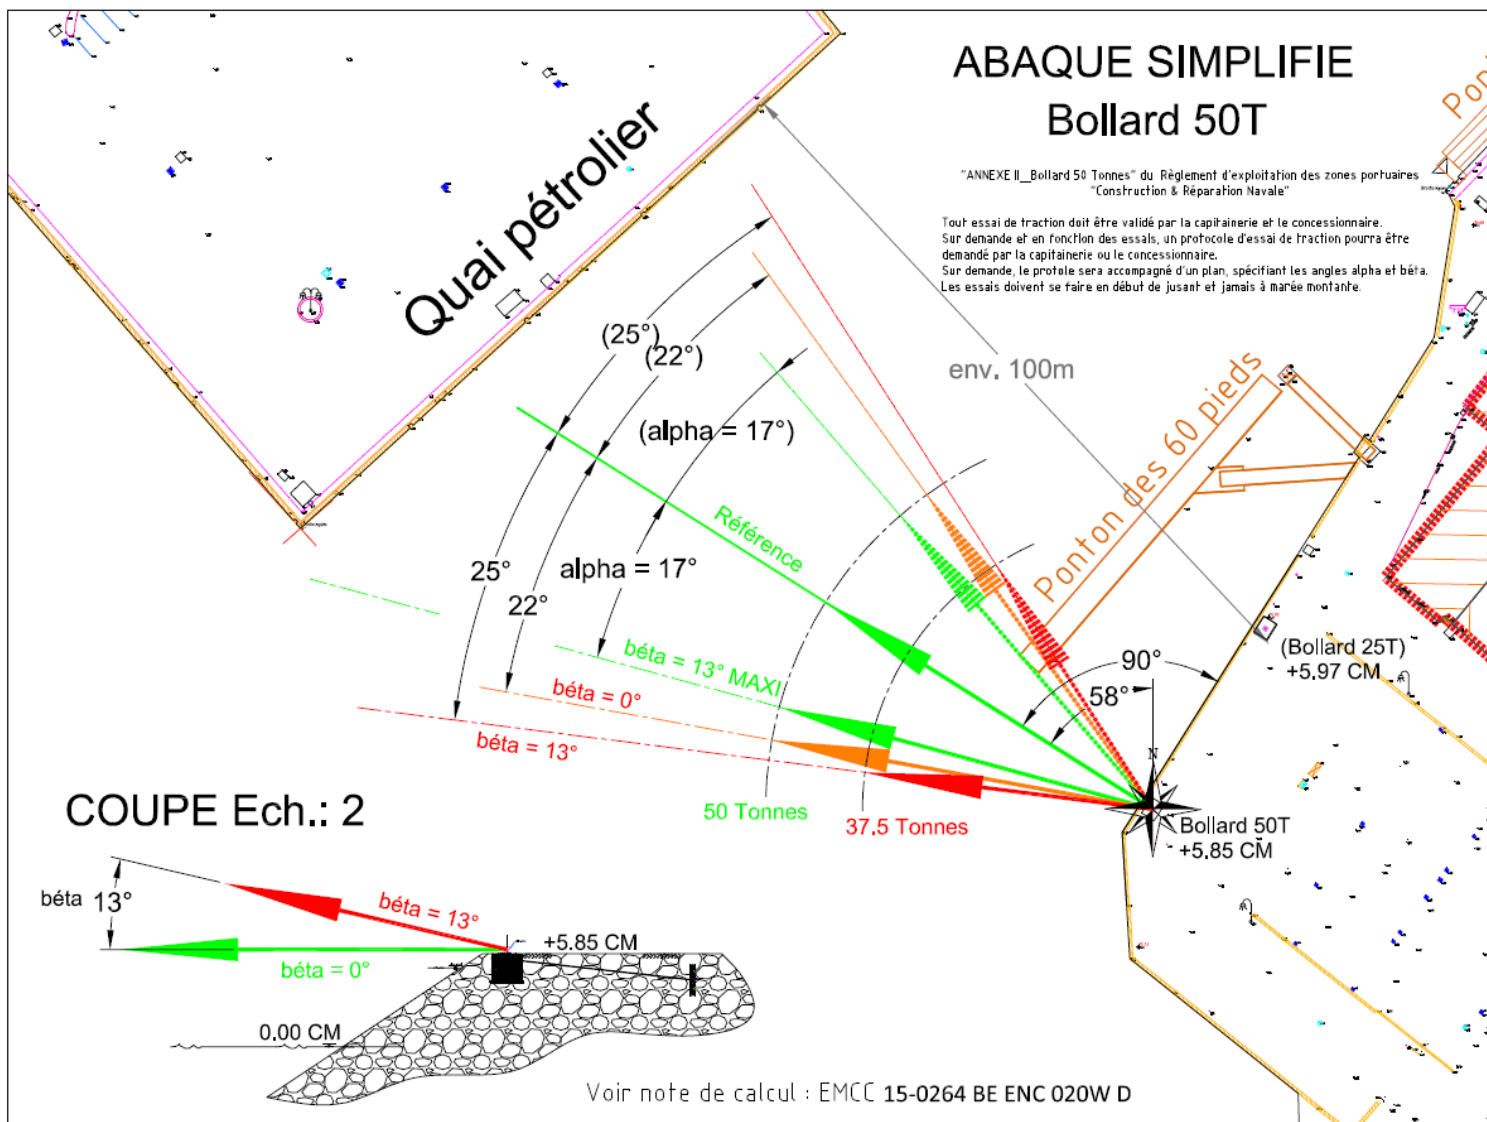 ABAQUE SIMPLIFIE
Bollard 50T
"ANNEXE II_Bollard 50 Tonnes" du Règlement d'exploitation des zones portuaires
"Construction & Réparation Navale"
Tout essai de traction doit être validé par la capitainerie et le concessionnaire.
Sur demande et en fonction des essais, un protocole d'essai de traction pourra être
demandé par la capitainerie ou le concessionnaire.
Sur demande, le protole sera accompagné d'un plan, spécifiant les angles alpha et béta.
Les essais doivent se faire en début de jusant et jamais à marée montante.
Quai pétrolier
(25°)
(22°)
(alpha = 17°)
env. 100m
Ponton des 60 pieds
Référence
25°
alpha = 17°
22°
béta = 13° MAXI
béta = 0°
béta = 13°
90°
58°
(Bollard 25T)
+5.97 CM
N
50 Tonnes
37.5 Tonnes
Bollard 50T
+5.85 CM
COUPE Ech.: 2
béta 13°
béta = 13°
béta = 0°
+5.85 CM
0.00 CM
Voir note de calcul : EMCC 15-0264 BE ENC 020W D